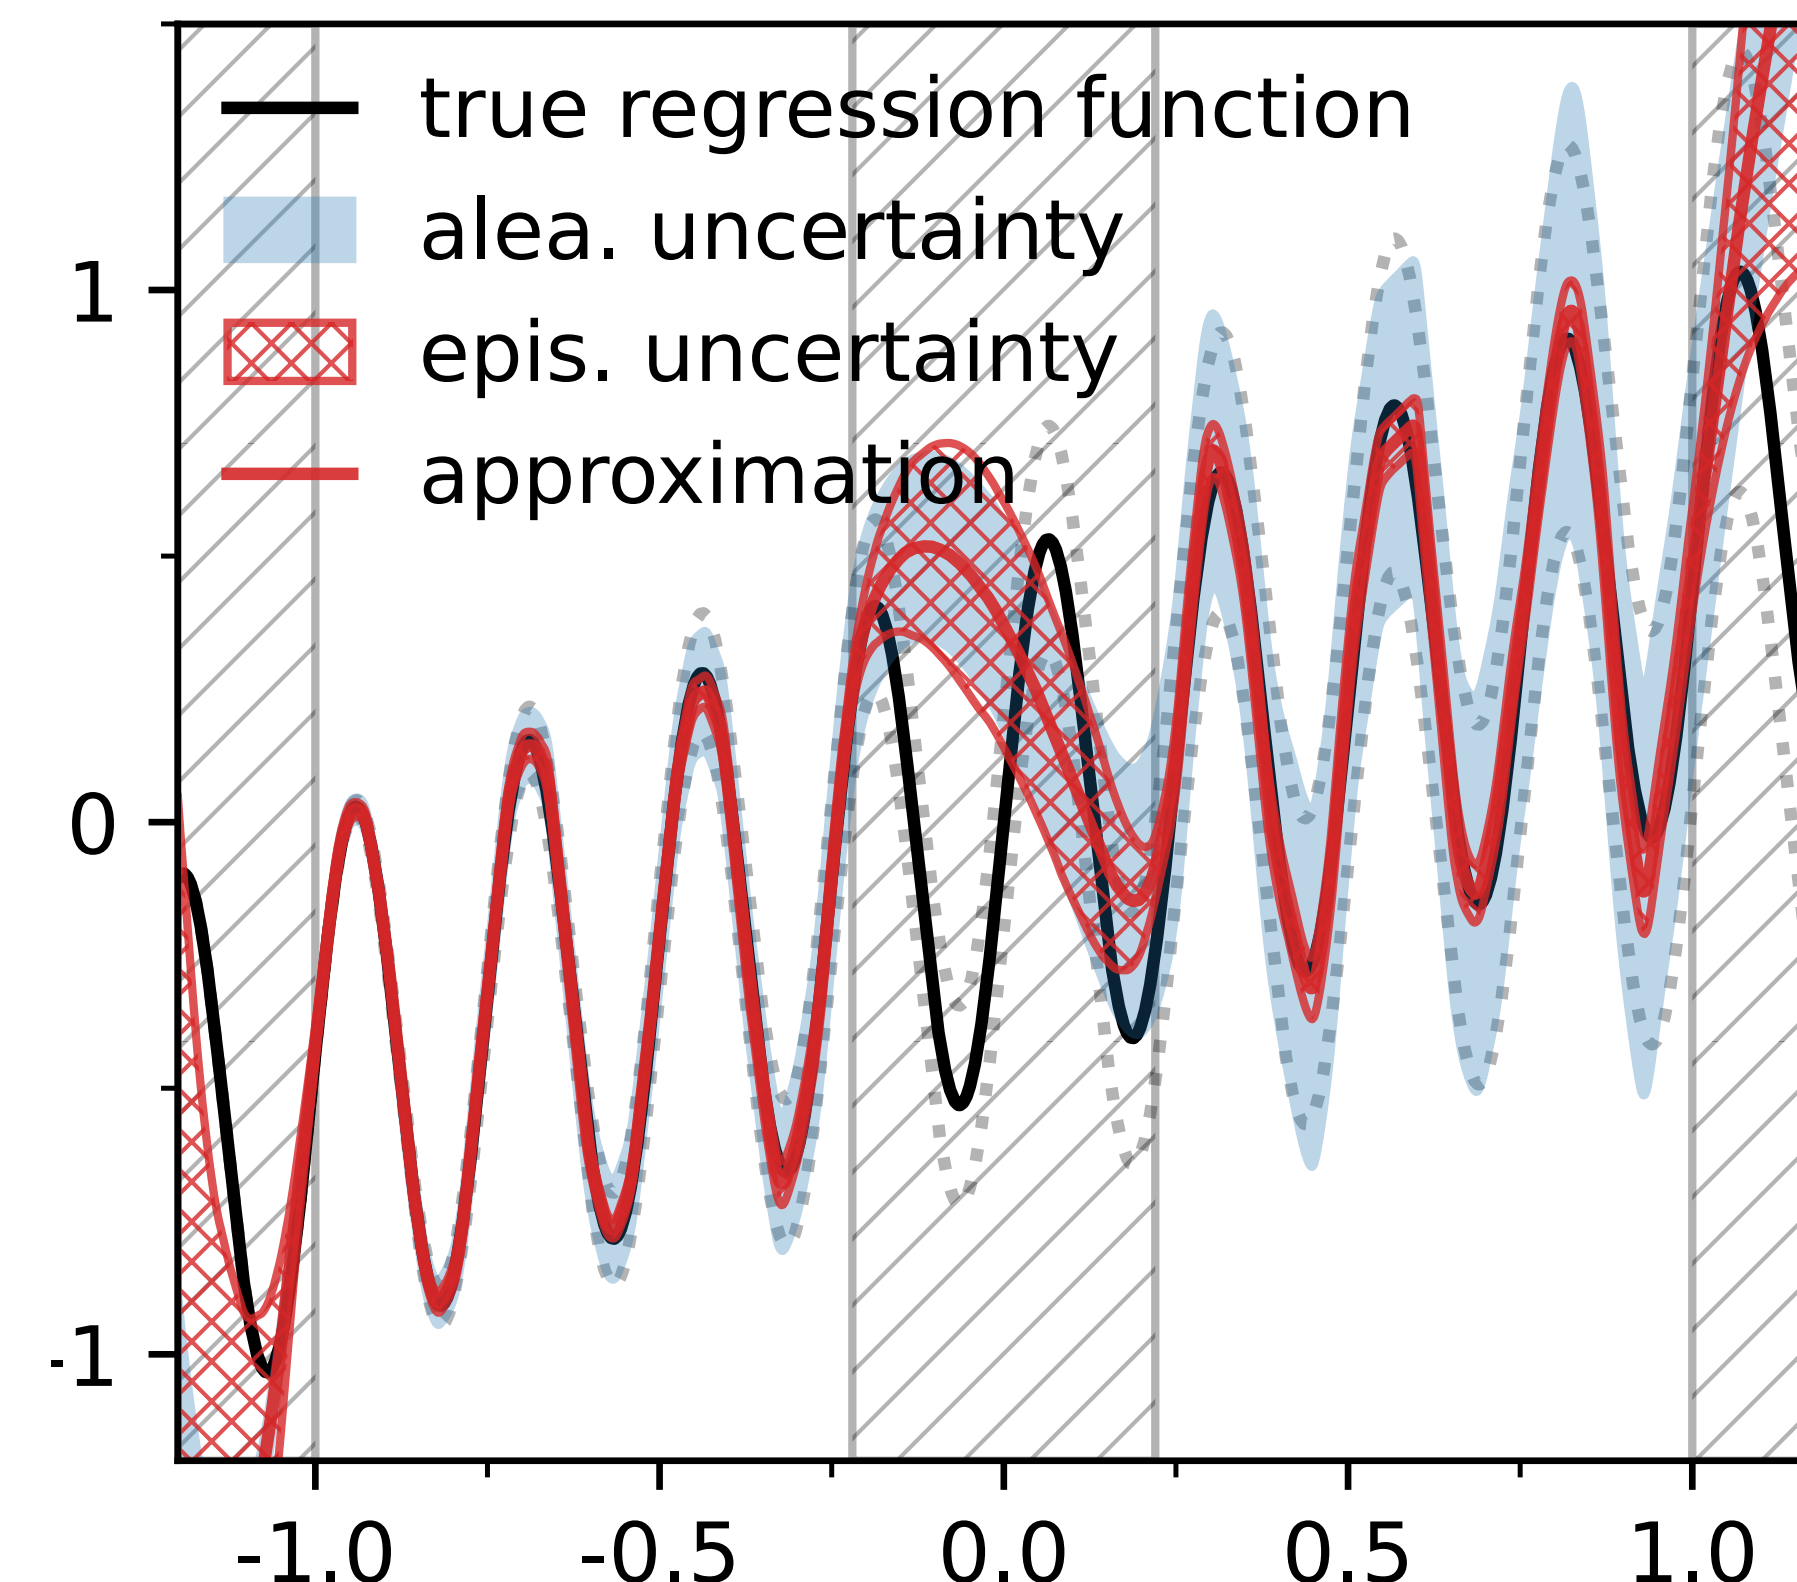 true regression function
alea. uncertainty
epis. uncertainty
approximation
1
0
-1
-1.0 -0.5 0.0 0.5 1.0